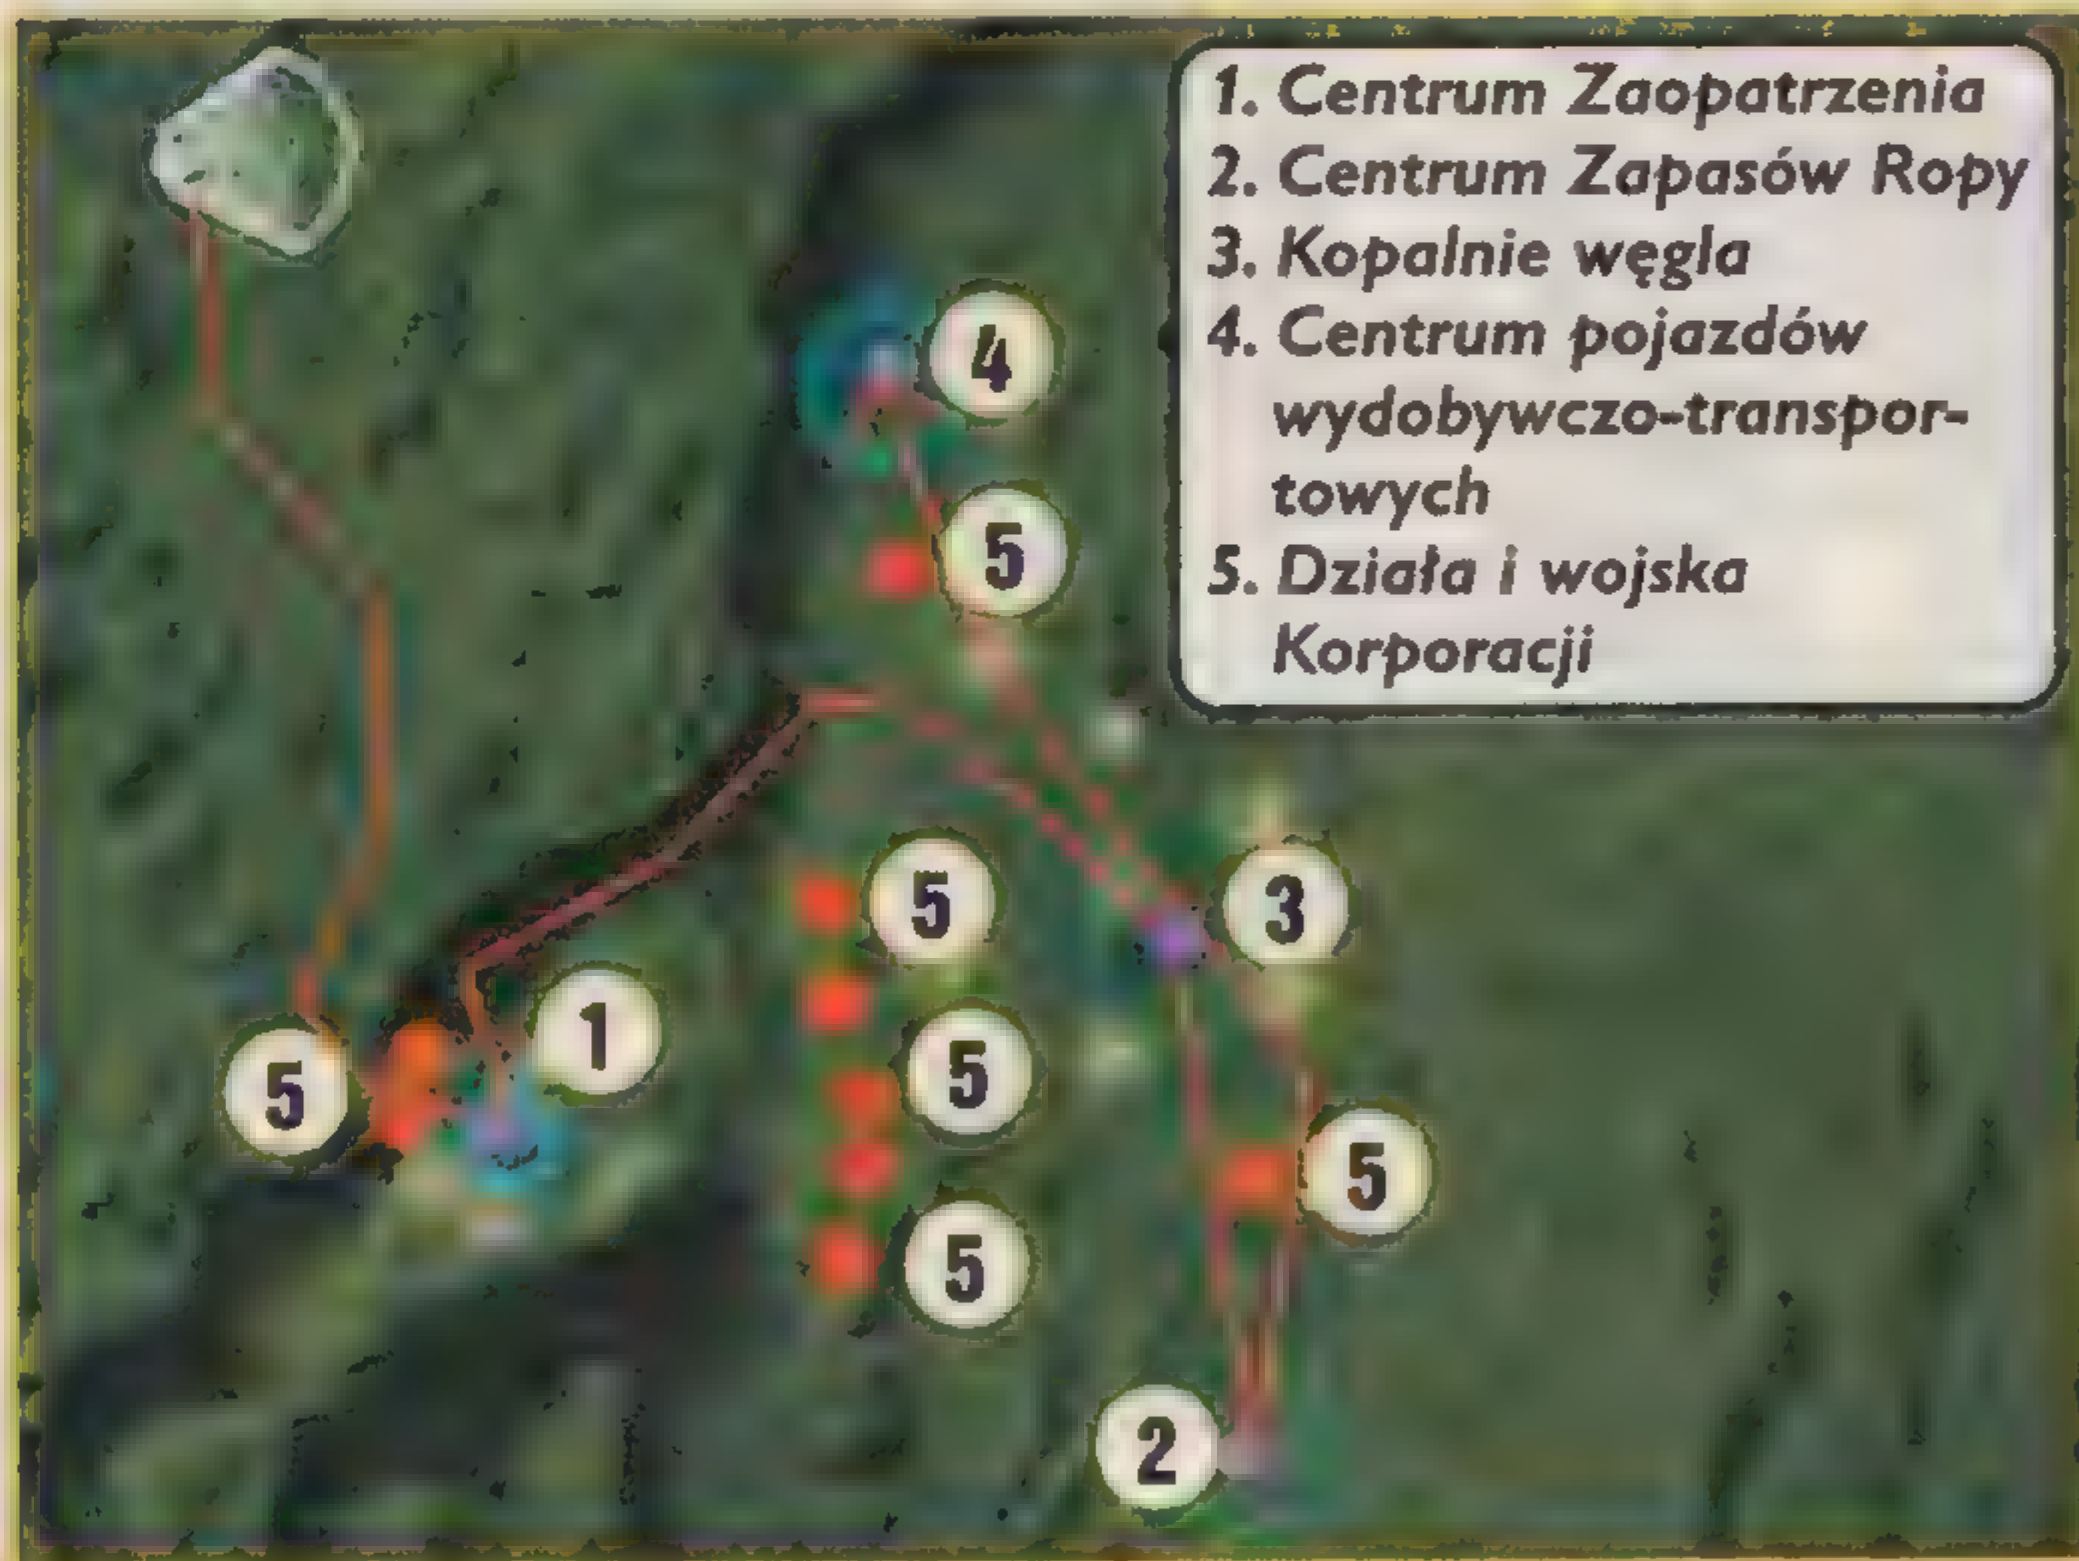 1. Centrum Zaopatrzenia
2. Centrum Zapasów Ropy
3. Kopalnie węgla
4. Centrum pojazdów
wydobywczo-transpor-
towych
5. Działa i wojska
Korporacji
4
5
5
3
1
5
5
5
5
2